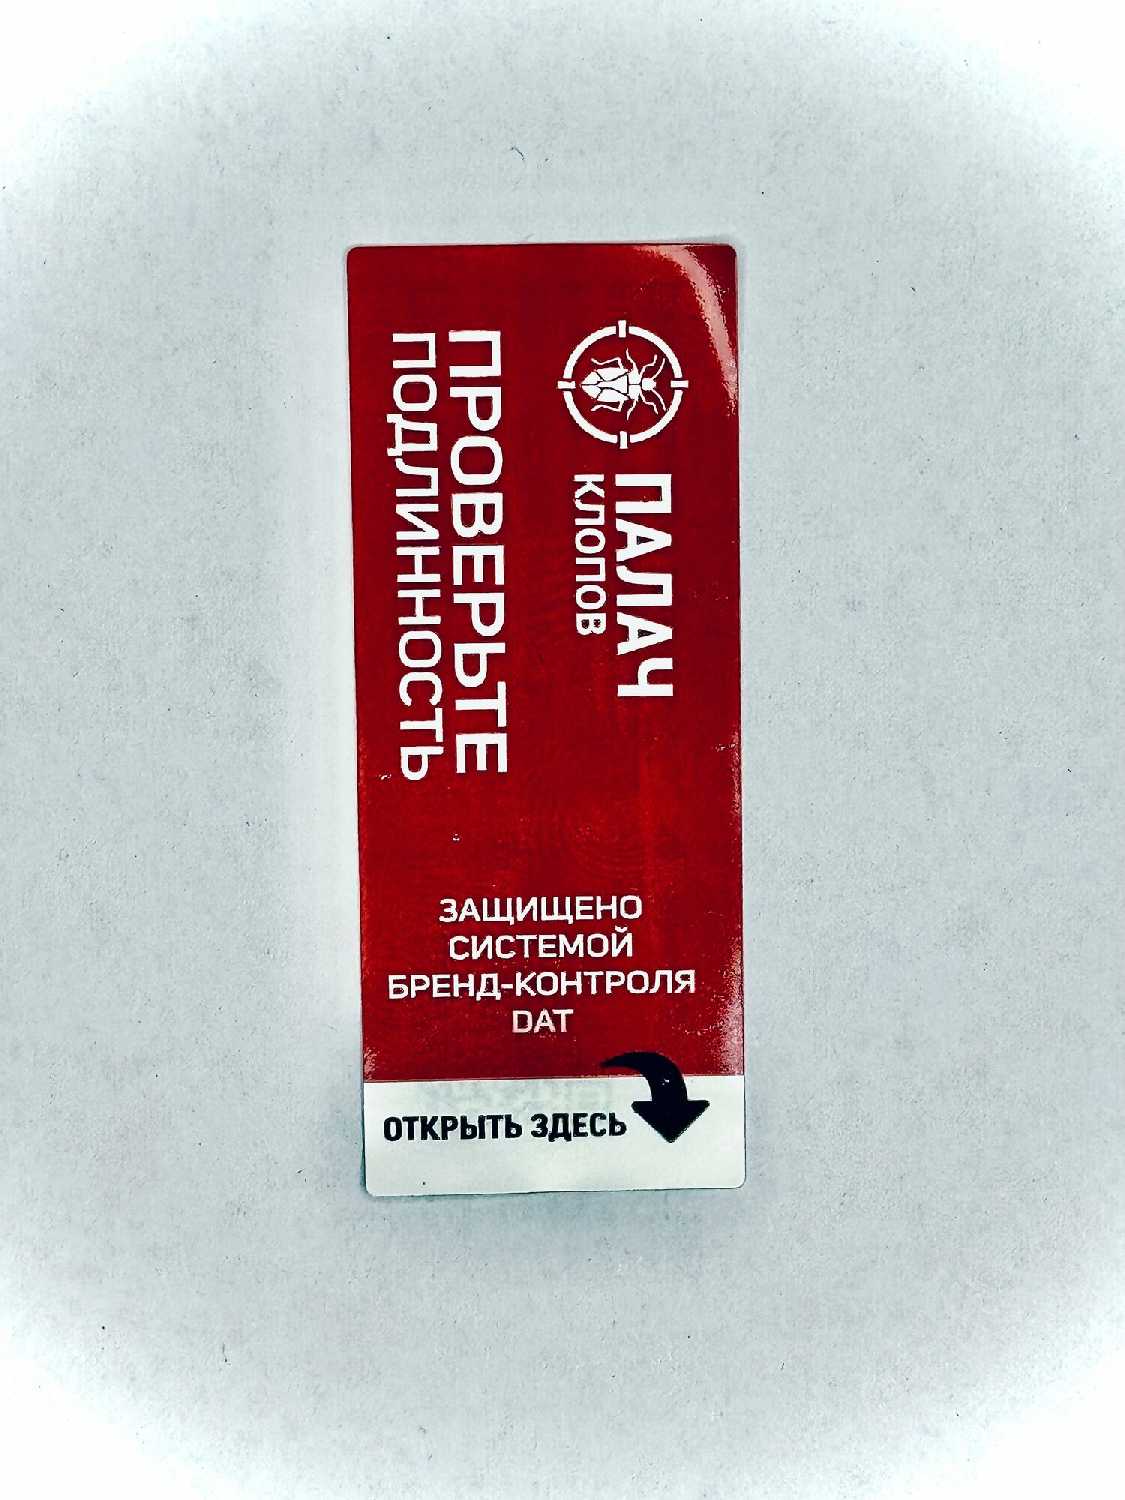 ПАЛАЧ
КЛОПОВ
ПРОВЕРЬТЕ
ПОДЛИННОСТЬ
ЗАЩИЩЕНО
СИСТЕМОЙ
БРЕНД-КОНТРОЛЯ
DAT
ОТКРЫТЬ ЗДЕСЬ